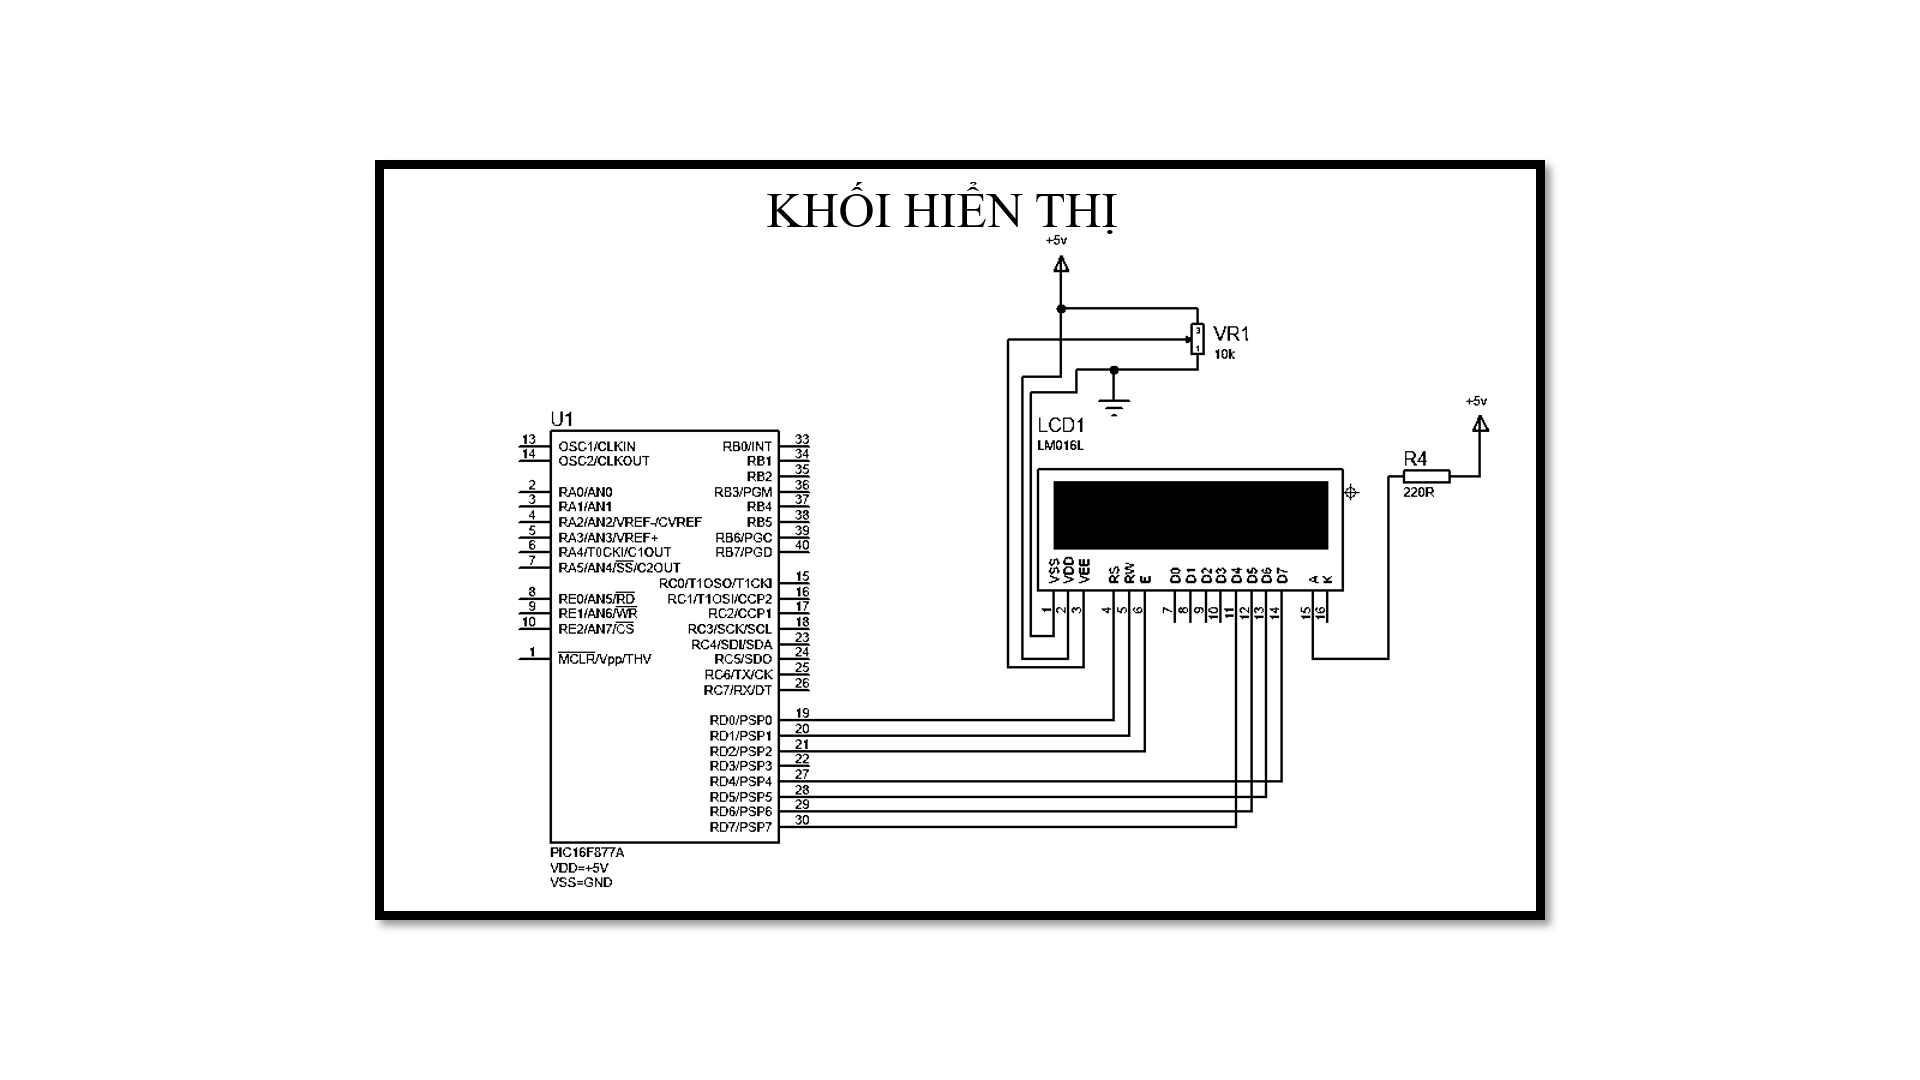 KHỐI HIỂN THỊ
+5v
VR1
3
1
10k
+5v
LCD1
LM016L
R4
220R
VSS VDD VEE RS RW E D0 D1 D2 D3 D4 D5 D6 D7 A K
1 2 3 4 5 6 7 8 9 10 11 12 13 14 15 16
U1
13 OSC1/CLKIN RB0/INT 33
14 OSC2/CLKOUT RB1 34
RB2 35
2 RA0/AN0 RB3/PGM 36
3 RA1/AN1 RB4 37
4 RA2/AN2/VREF-/CVREF RB5 38
5 RA3/AN3/VREF+ RB6/PGC 39
6 RA4/T0CKI/C1OUT RB7/PGD 40
7 RA5/AN4/SS/C2OUT
RC0/T1OSO/T1CKI 15
8 RE0/AN5/RD RC1/T1OSI/CCP2 16
9 RE1/AN6/WR RC2/CCP1 17
10 RE2/AN7/CS RC3/SCK/SCL 18
RC4/SDI/SDA 23
1 MCLR/Vpp/THV RC5/SDO 24
RC6/TX/CK 25
RC7/RX/DT 26
RD0/PSP0 19
RD1/PSP1 20
RD2/PSP2 21
RD3/PSP3 22
RD4/PSP4 27
RD5/PSP5 28
RD6/PSP6 29
RD7/PSP7 30
PIC16F877A
VDD=+5V
VSS=GND